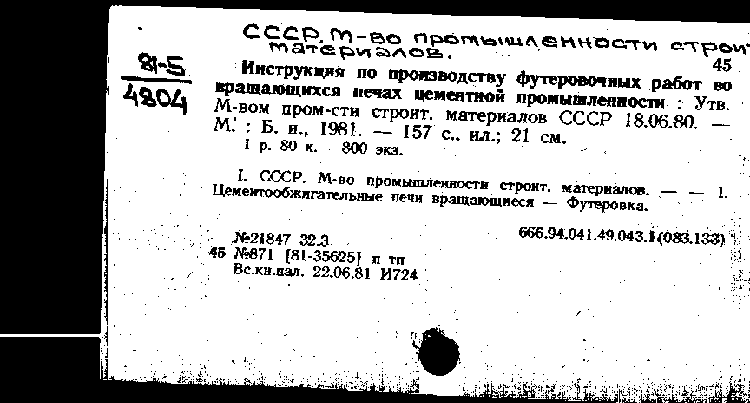 СССР. М-во промышленности строит
материалов.
45
81-5
4804
Инструкция по производству футеровочных работ во
вращающихся печах цементной промышленности : Утв.
М-вом пром-сти строит. материалов СССР 18.06.80. —
М. : Б. и., 1981. — 157 с., ил.; 21 см.
1 р. 80 к. 800 экз.
I. СССР. М-во промышленности строит. материалов. — — 1.
Цементообжигательные печи вращающиеся — Футеровка.
666.94.041.49.043.1(083.133)
№21847 32.3
45 №871 [81-35625] п тп
Вс.кн.пал. 22.06.81 И724